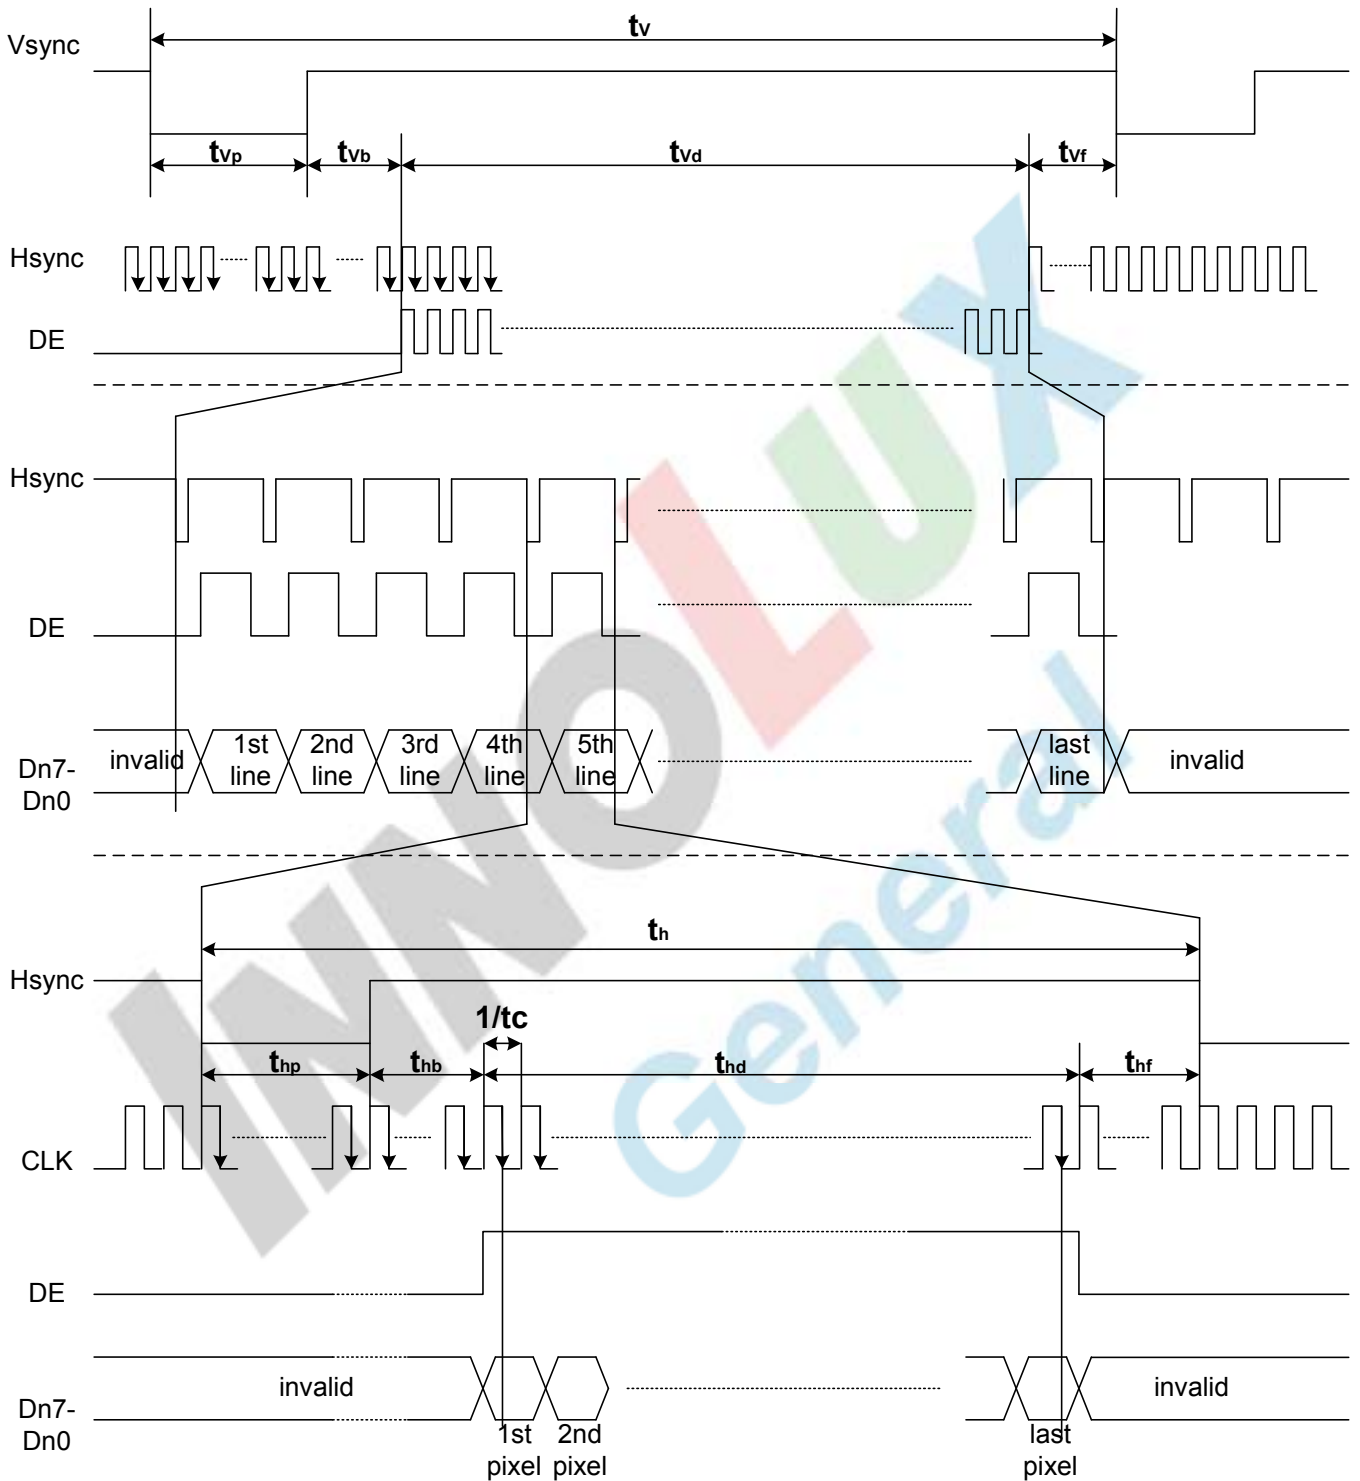 Vsync
tv
tVp
tVb
tVd
tVf
Hsync
DE
Hsync
DE
Dn7-
Dn0
invalid
1st
line
2nd
line
3rd
line
4th
line
5th
line
last
line
invalid
th
Hsync
1/tc
thp
thb
thd
thf
CLK
DE
Dn7-
Dn0
invalid
1st
pixel
2nd
pixel
last
pixel
invalid
INNOLUX
General